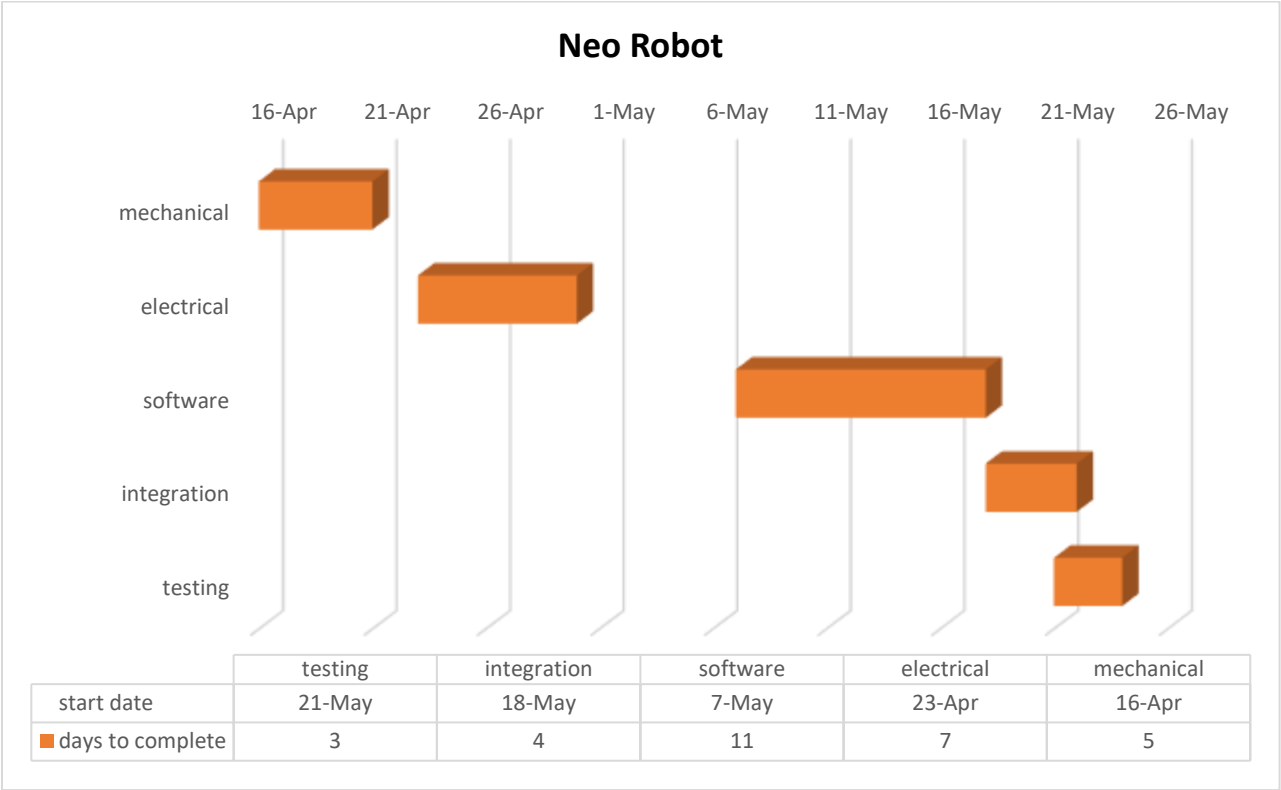 Neo Robot
16-Apr 21-Apr 26-Apr 1-May 6-May 11-May 16-May 21-May 26-May
mechanical
electrical
software
integration
testing
testing integration software electrical mechanical
start date 21-May 18-May 7-May 23-Apr 16-Apr
days to complete 3 4 11 7 5